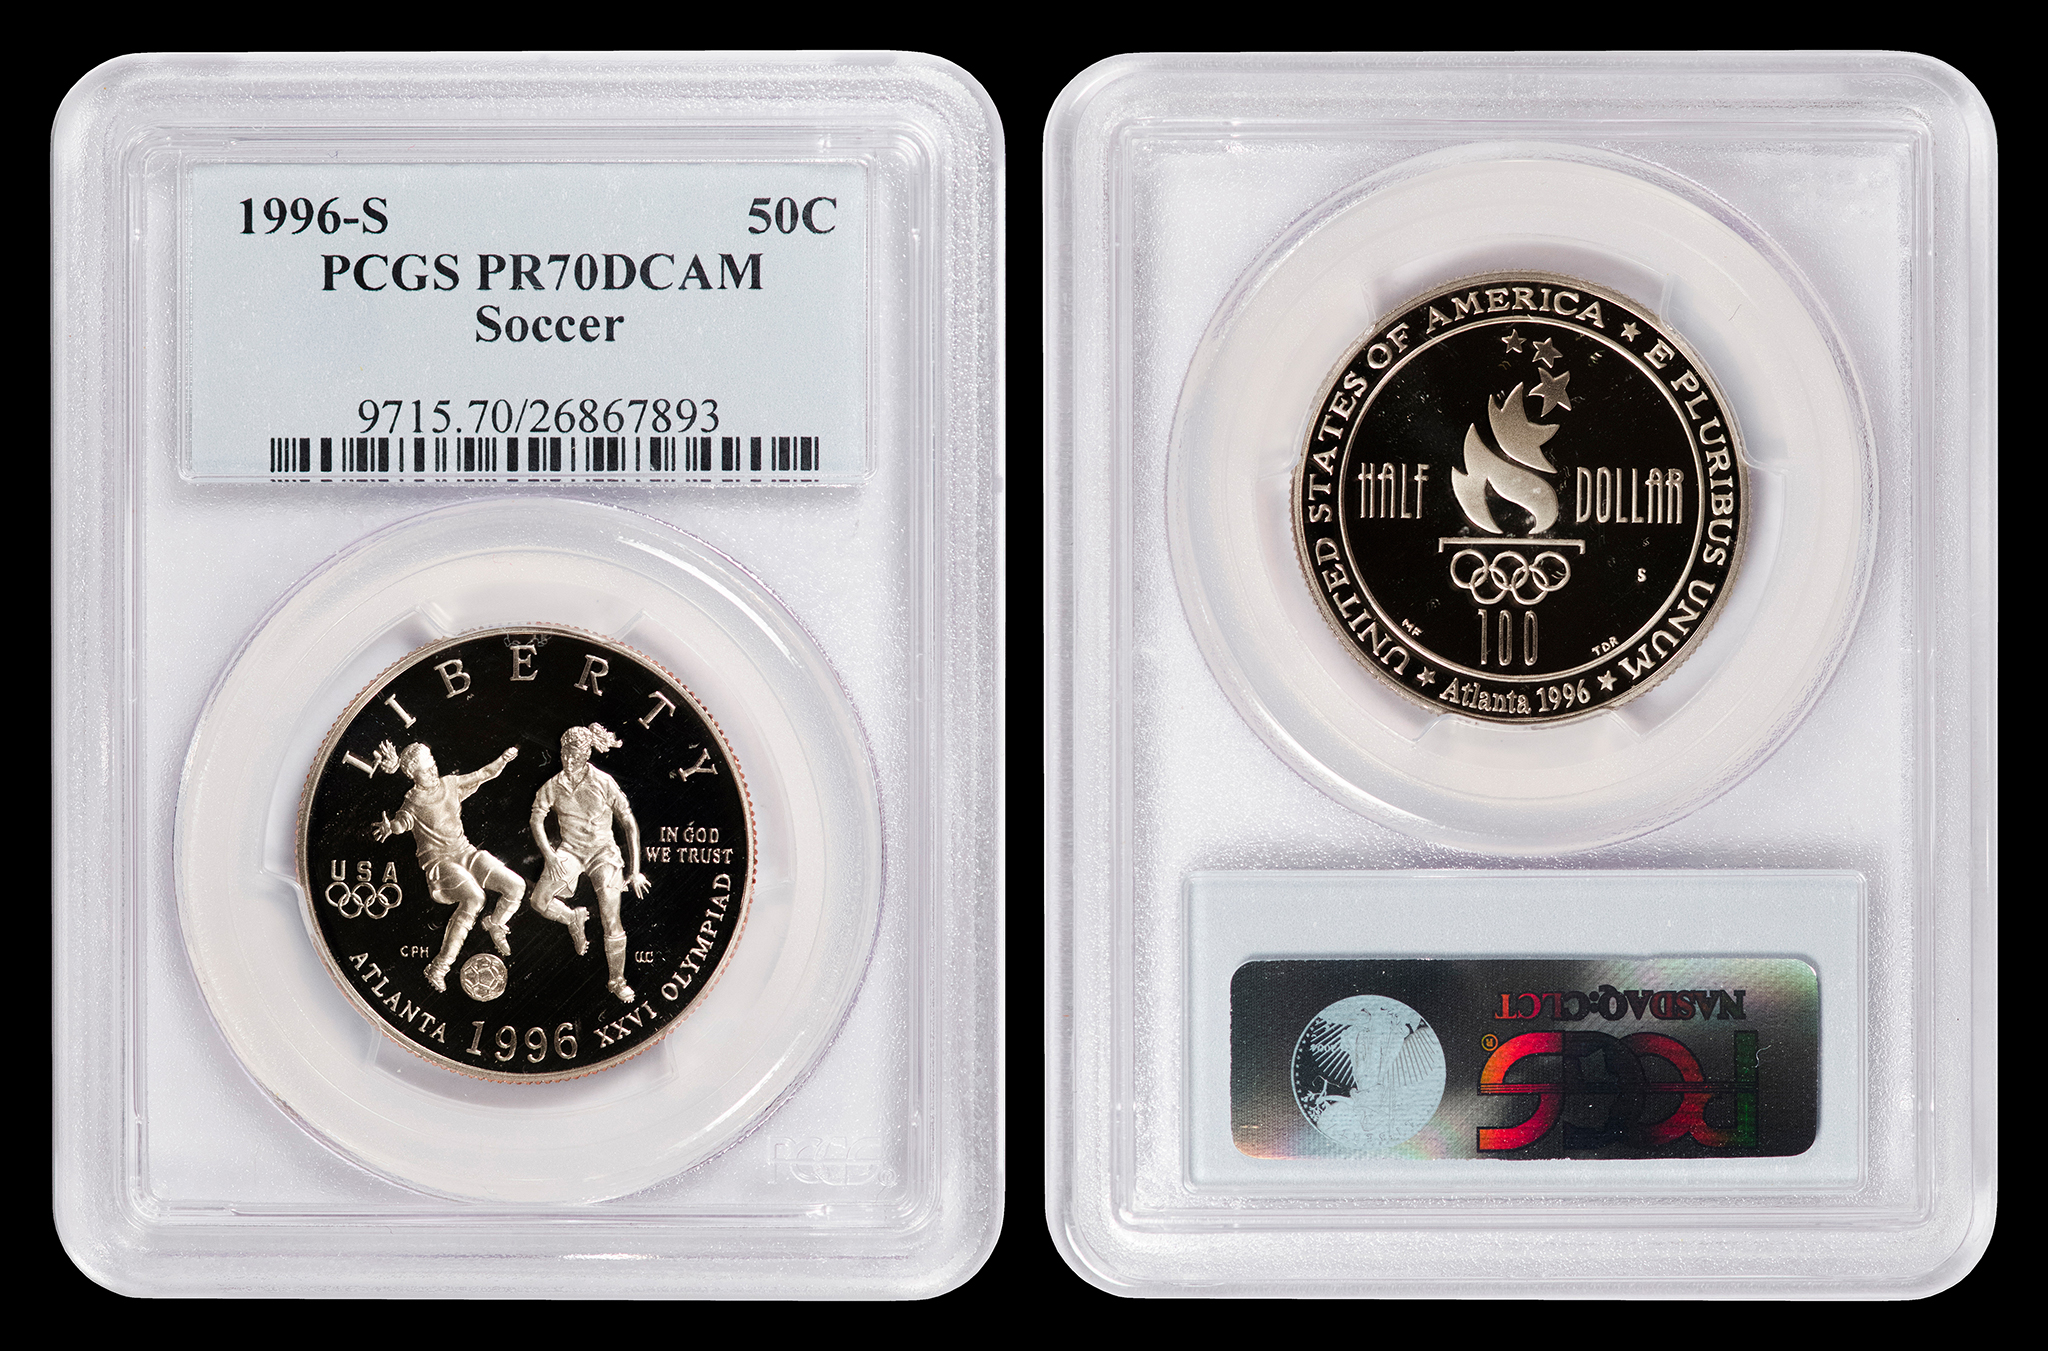 1996-S 50C
PCGS PR70DCAM
Soccer
9715.70/26867893
LIBERTY
IN GOD
WE TRUST
USA
CPH
ATLANTA 1996 XXVI OLYMPIAD
PCGS
UNITED STATES OF AMERICA ★ E PLURIBUS UNUM
HALF DOLLAR
S
MF
100
TDR
★ Atlanta 1996 ★
NASDAQ:CLCT
PCGS ®